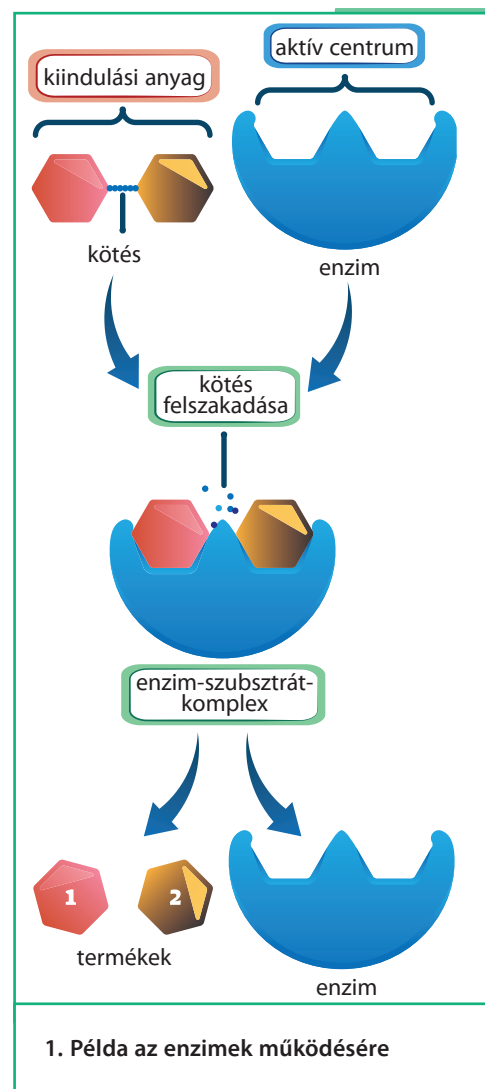 kiindulási anyag
aktív centrum
kötés
enzim
kötés
felszakadása
enzim-szubsztrát-
komplex
1
2
termékek
enzim
1. Példa az enzimek működésére